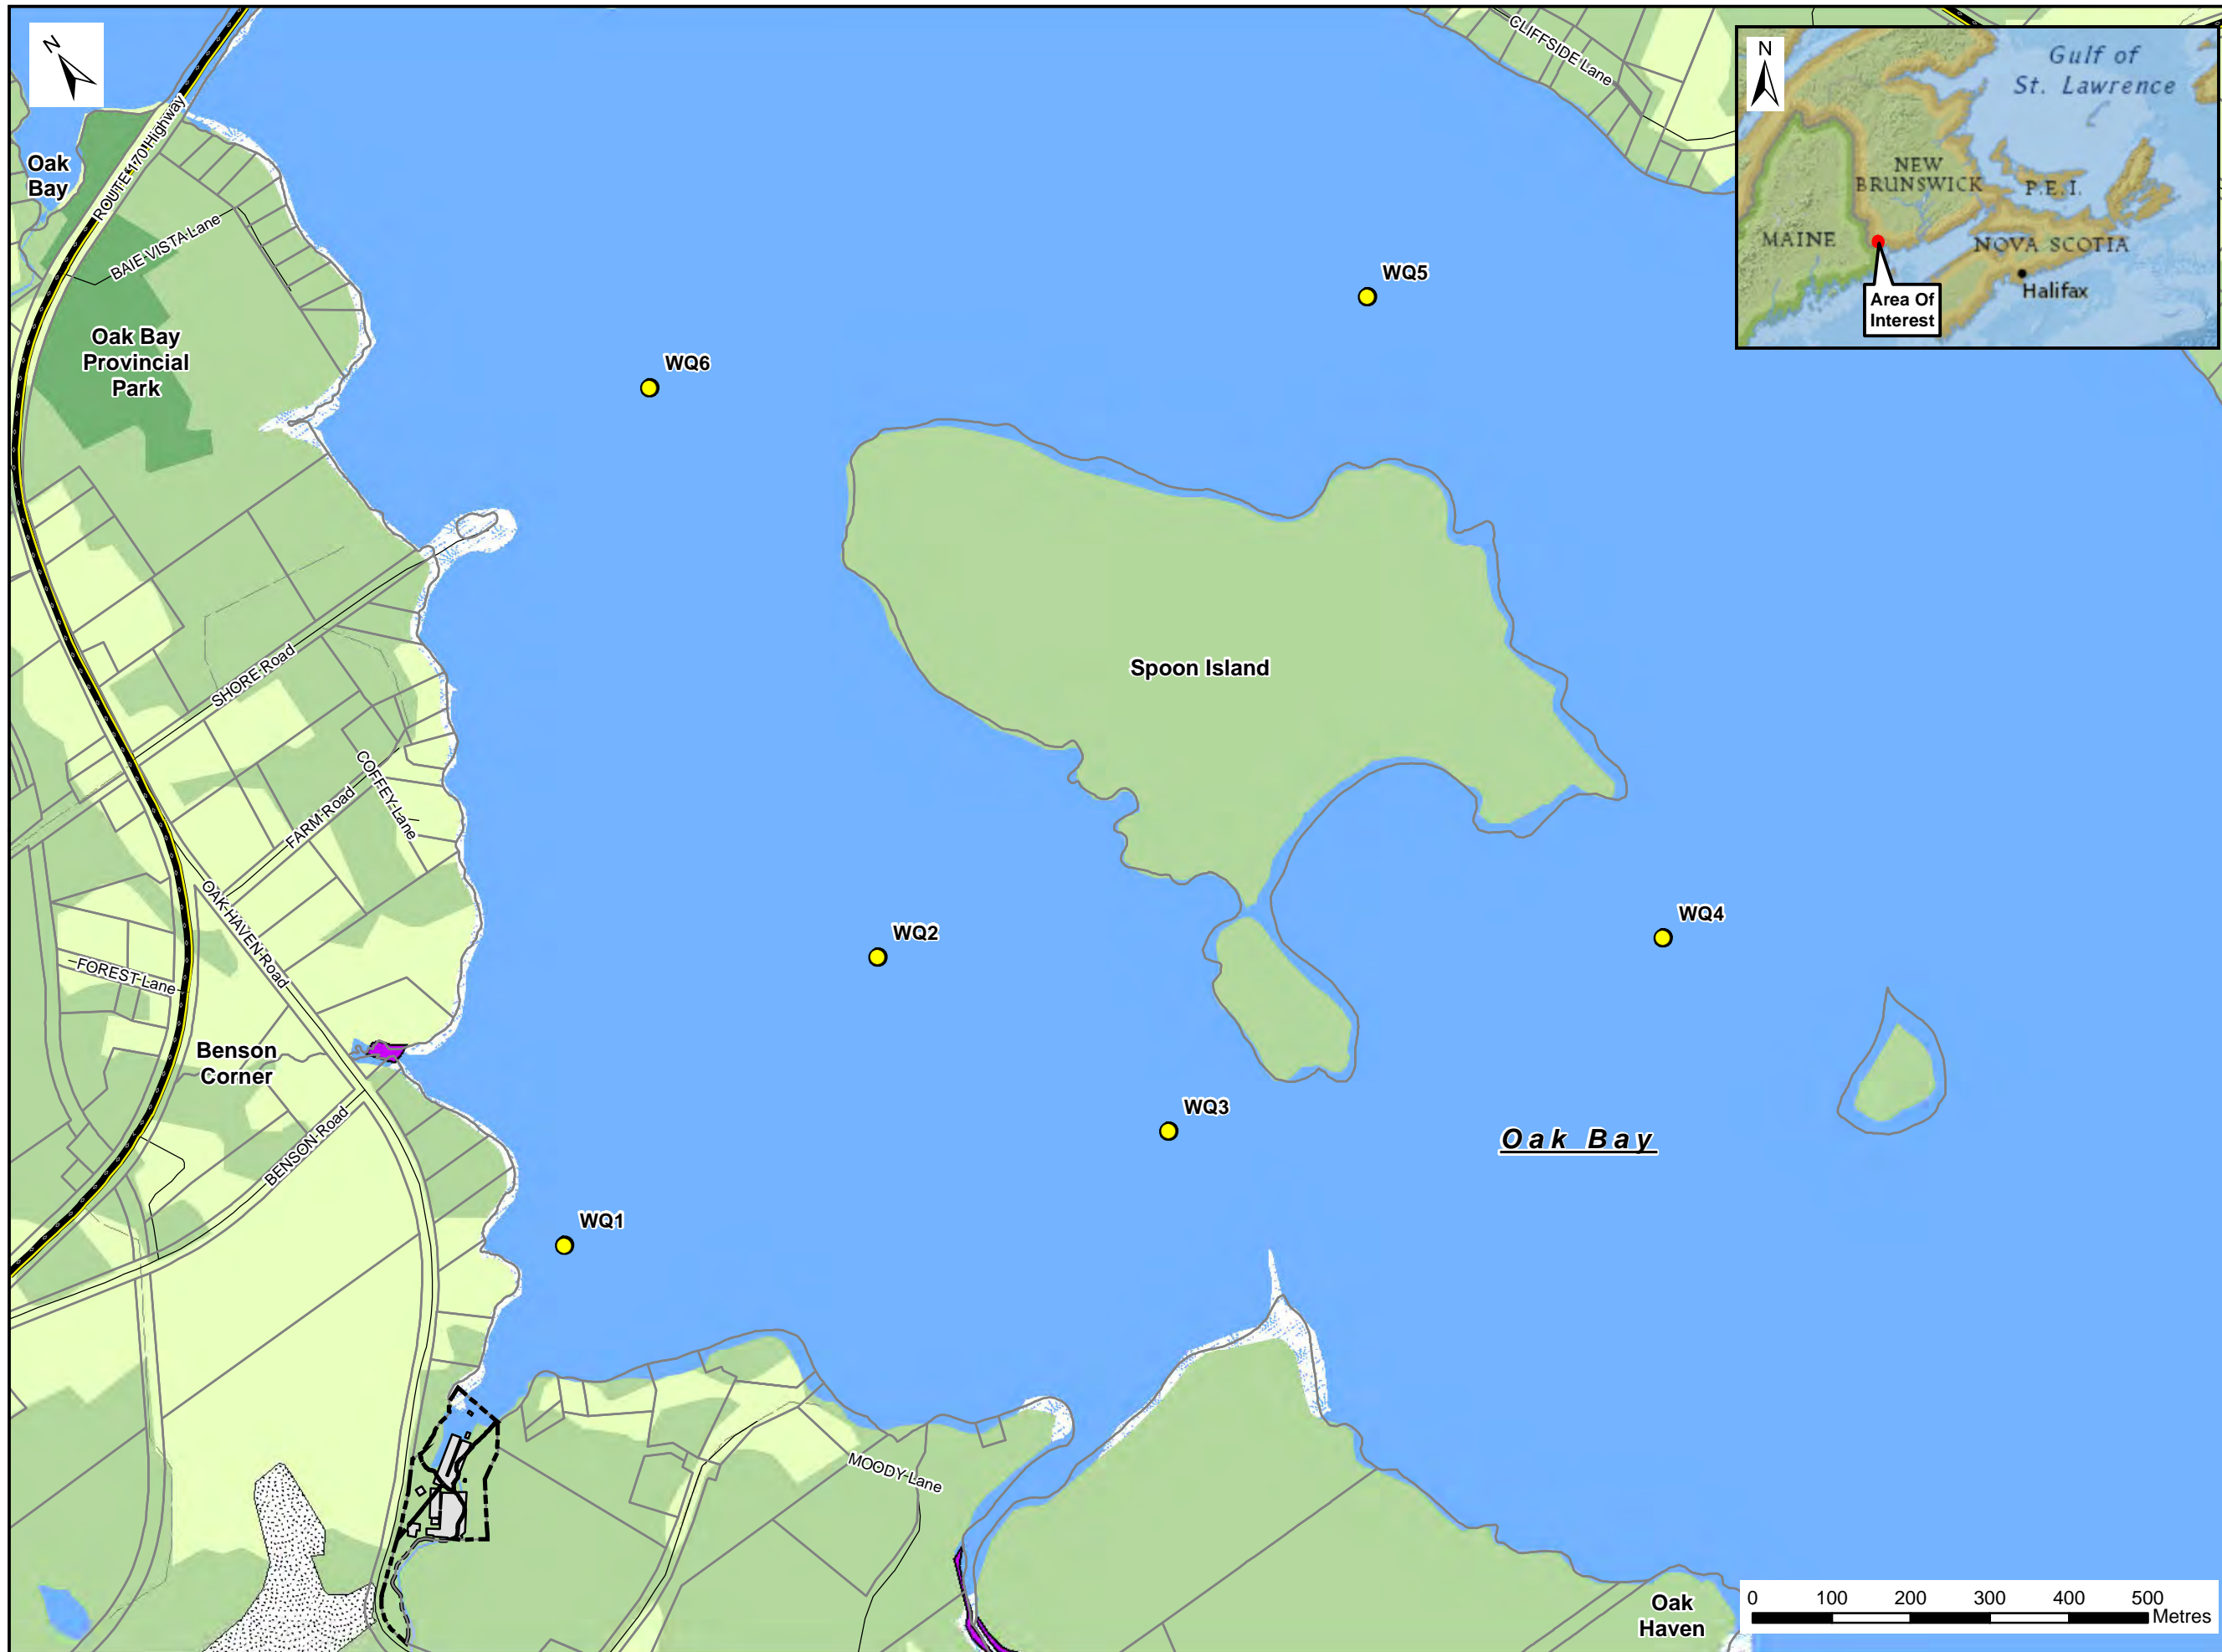 N
CLIFFSIDE Lane
N
Gulf of
St. Lawrence
NEW
BRUNSWICK
P.E.I.
MAINE
NOVA SCOTIA
Halifax
Area Of
Interest
Oak
Bay
ROUTE 170 Highway
BAIE VISTA Lane
Oak Bay
Provincial
Park
WQ5
WQ6
Spoon Island
SHORE Road
COFFEY Lane
FARM Road
OAK HAVEN Road
FOREST Lane
WQ2
WQ4
Benson
Corner
BENSON Road
WQ3
Oak Bay
WQ1
MOODY Lane
Oak
Haven
0 100 200 300 400 500
Metres